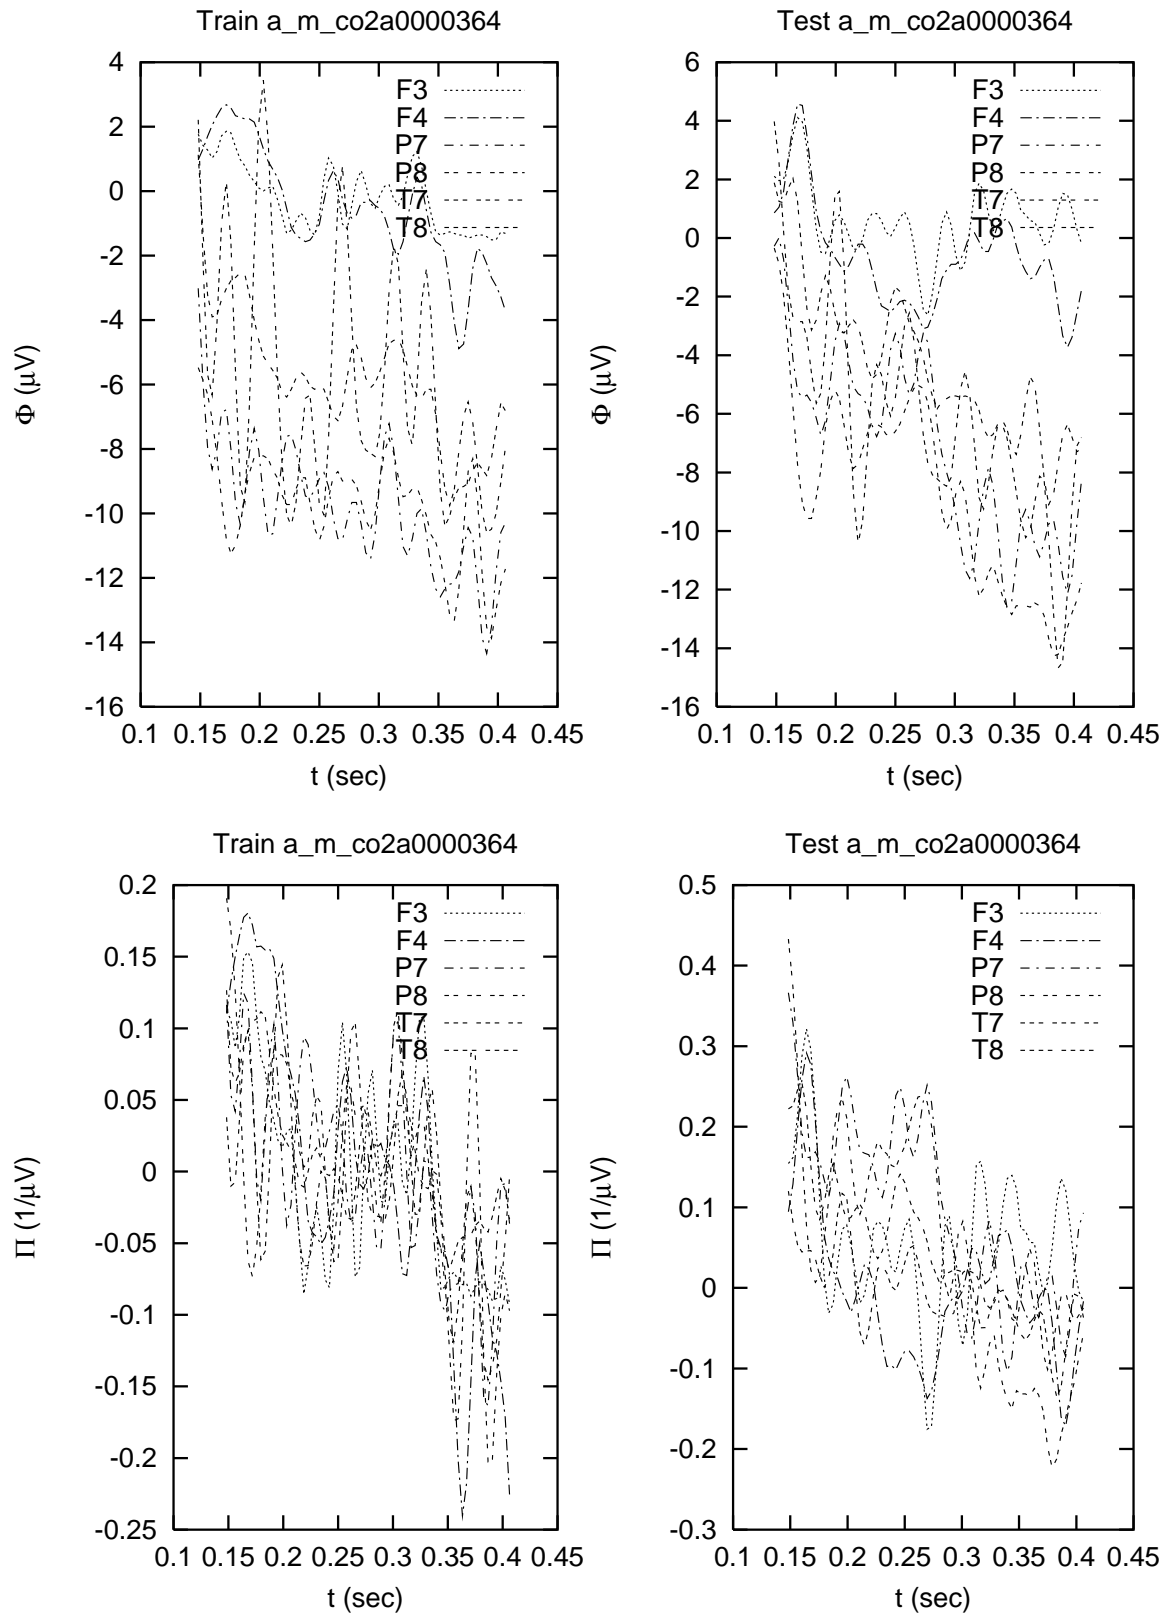 Train a_m_co2a0000364
4
2
0
-2
-4
-6
-8
-10
-12
-14
-16
0.1 0.15 0.2 0.25 0.3 0.35 0.4 0.45
t (sec)
Φ (μV)
F3
F4
P7
P8
T7
T8
Test a_m_co2a0000364
6
4
2
0
-2
-4
-6
-8
-10
-12
-14
-16
0.1 0.15 0.2 0.25 0.3 0.35 0.4 0.45
t (sec)
Φ (μV)
F3
F4
P7
P8
T7
T8
Train a_m_co2a0000364
0.2
0.15
0.1
0.05
0
-0.05
-0.1
-0.15
-0.2
-0.25
0.1 0.15 0.2 0.25 0.3 0.35 0.4 0.45
t (sec)
Π (1/μV)
F3
F4
P7
P8
T7
T8
Test a_m_co2a0000364
0.5
0.4
0.3
0.2
0.1
0
-0.1
-0.2
-0.3
0.1 0.15 0.2 0.25 0.3 0.35 0.4 0.45
t (sec)
Π (1/μV)
F3
F4
P7
P8
T7
T8